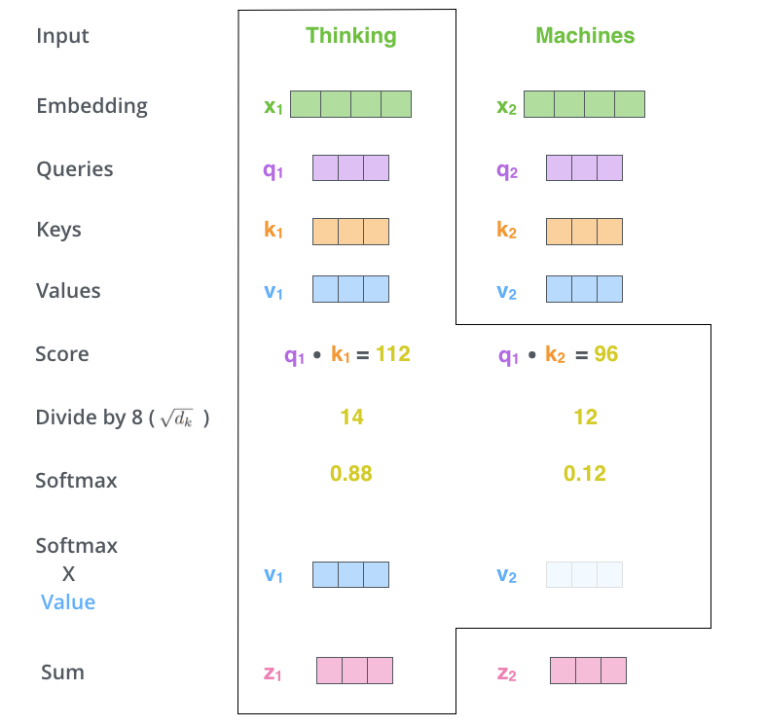 Input Thinking Machines
Embedding x₁ x₂
Queries q₁ q₂
Keys k₁ k₂
Values v₁ v₂
Score q₁ • k₁ = 112 q₁ • k₂ = 96
Divide by 8 ( √dₖ ) 14 12
Softmax 0.88 0.12
Softmax
X v₁ v₂
Value
Sum z₁ z₂